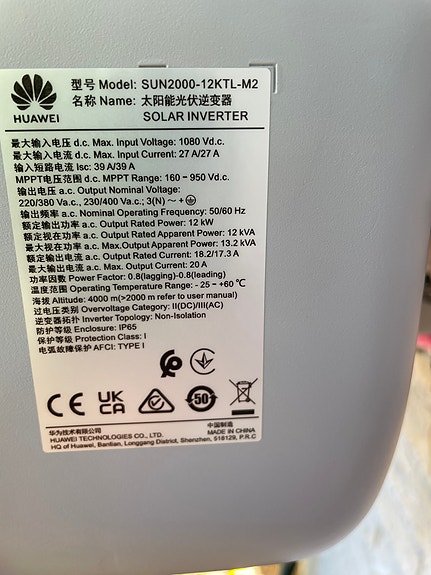 HUAWEI
型号 Model: SUN2000-12KTL-M2
名称 Name: 太阳能光伏逆变器
SOLAR INVERTER
最大输入电压 d.c. Max. Input Voltage: 1080 Vd.c.
最大输入电流 d.c. Max. Input Current: 27 A/27 A
输入短路电流 Isc: 39 A/39 A
MPPT电压范围 d.c. MPPT Range: 160 – 950 Vd.c.
输出电压 a.c. Output Nominal Voltage:
220/380 Va.c., 230/400 Va.c.; 3(N) ~ +
输出频率 a.c. Nominal Operating Frequency: 50/60 Hz
额定输出功率 a.c. Output Rated Power: 12 kW
额定视在功率 a.c. Output Rated Apparent Power: 12 kVA
最大视在功率 a.c. Max.Output Apparent Power: 13.2 kVA
额定输出电流 a.c. Output Rated Current: 18.2/17.3 A
最大输出电流 a.c. Max. Output Current: 20 A
功率因数 Power Factor: 0.8(lagging)-0.8(leading)
温度范围 Operating Temperature Range: - 25 ~ +60 ℃
海拔 Altitude: 4000 m(>2000 m refer to user manual)
过电压类别 Overvoltage Category: II(DC)/III(AC)
逆变器拓扑 Inverter Topology: Non-Isolation
防护等级 Enclosure: IP65
保护等级 Protection Class: I
电弧故障保护 AFCI: TYPE I
CE UK CA 50
华为技术有限公司 中国制造
HUAWEI TECHNOLOGIES CO., LTD. MADE IN CHINA
HQ of Huawei, Bantian, Longgang District, Shenzhen, 518129, P.R.C